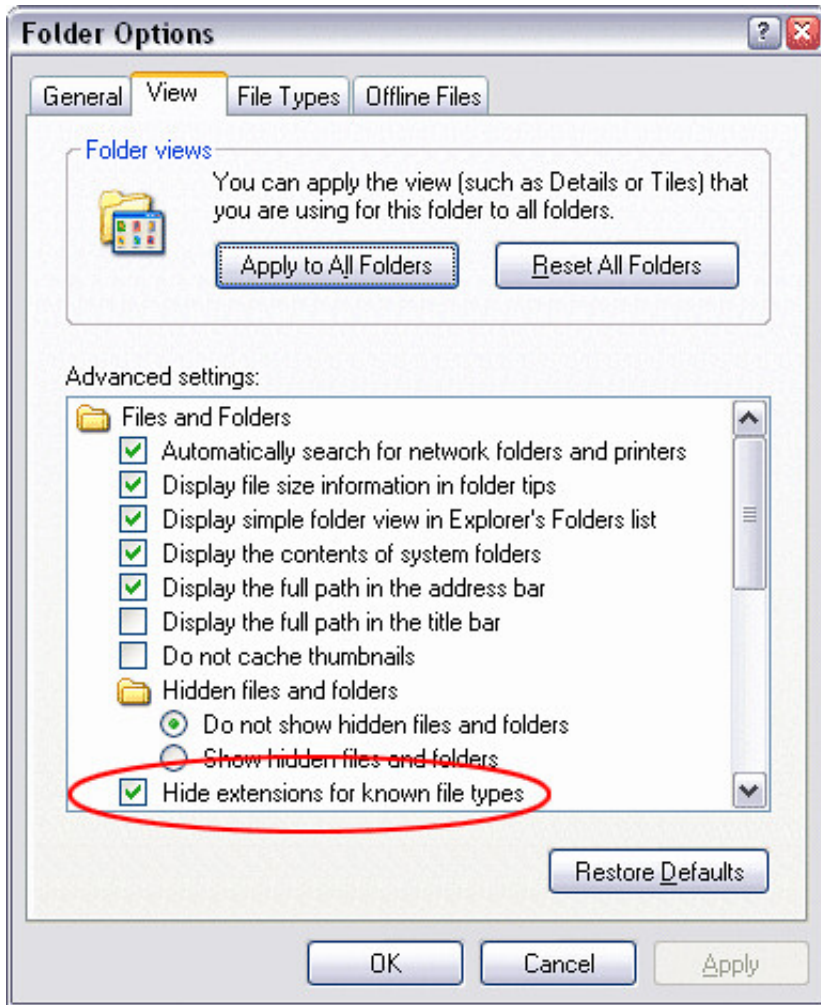 Folder Options
General View File Types Offline Files
Folder views
You can apply the view (such as Details or Tiles) that
you are using for this folder to all folders.
Apply to All Folders Reset All Folders
Advanced settings:
Files and Folders
Automatically search for network folders and printers
Display file size information in folder tips
Display simple folder view in Explorer's Folders list
Display the contents of system folders
Display the full path in the address bar
Display the full path in the title bar
Do not cache thumbnails
Hidden files and folders
Do not show hidden files and folders
Show hidden files and folders
Hide extensions for known file types
Restore Defaults
OK Cancel Apply